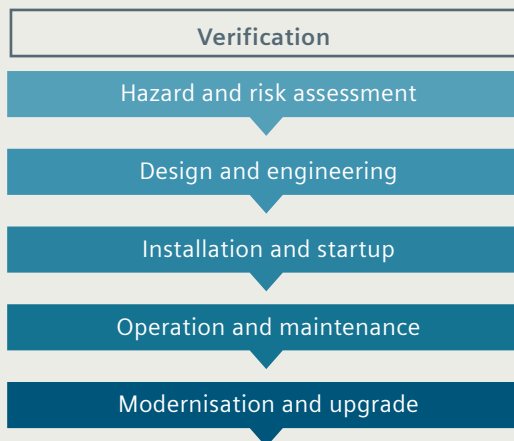 Verification
Hazard and risk assessment
Design and engineering
Installation and startup
Operation and maintenance
Modernisation and upgrade